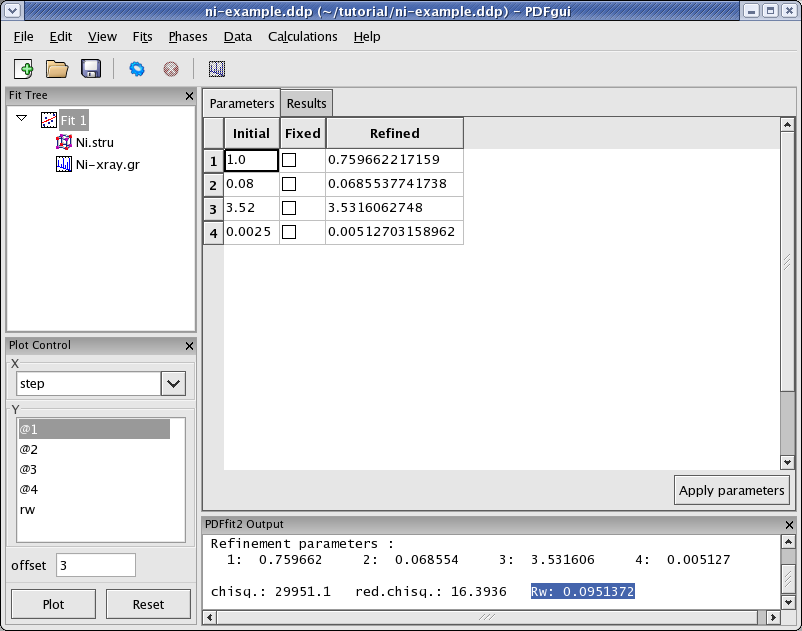 ni-example.ddp (~/tutorial/ni-example.ddp) - PDFgui
File Edit View Fits Phases Data Calculations Help
Fit Tree
Fit 1
Ni.stru
Ni-xray.gr
Plot Control
X
step
Y
@1
@2
@3
@4
rw
offset 3
Plot Reset
Parameters Results
Initial Fixed Refined
1 1.0 0.759662217159
2 0.08 0.0685537741738
3 3.52 3.5316062748
4 0.0025 0.00512703158962
Apply parameters
PDFfit2 Output
Refinement parameters :
1: 0.759662 2: 0.068554 3: 3.531606 4: 0.005127
chisq.: 29951.1 red.chisq.: 16.3936 Rw: 0.0951372